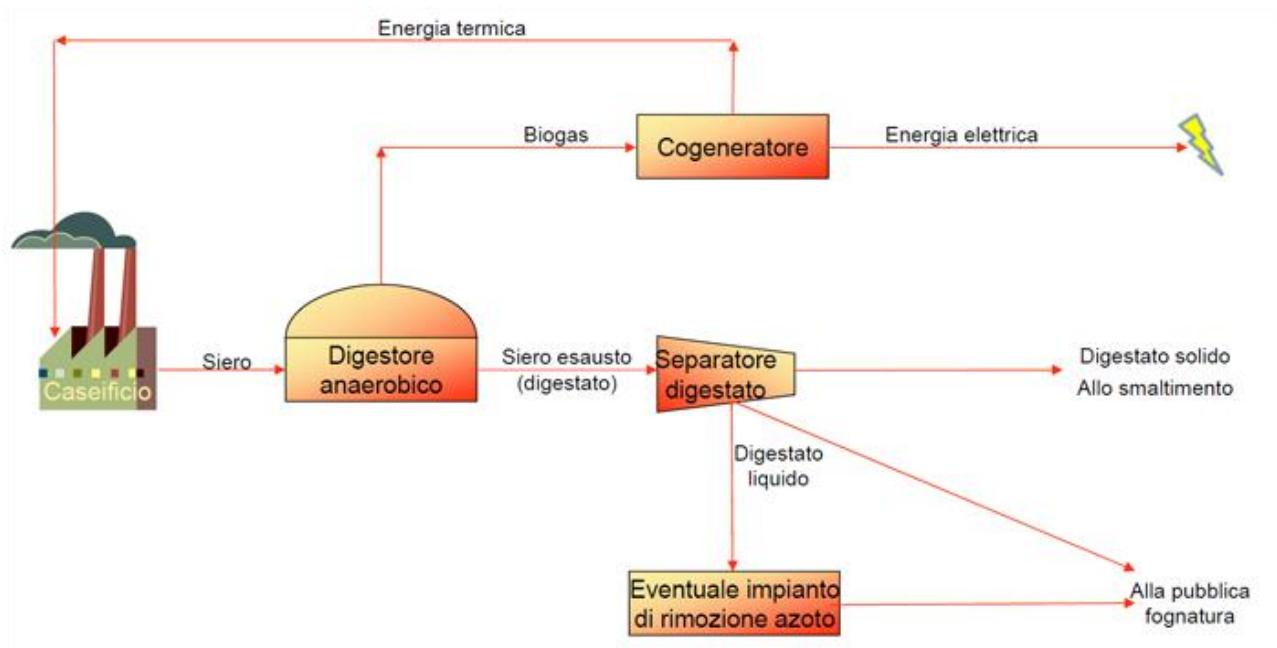 Energia termica
Biogas
Cogeneratore
Energia elettrica
Caseificio
Siero
Digestore
anaerobico
Siero esausto
(digestato)
Separatore
digestato
Digestato solido
Allo smaltimento
Digestato
liquido
Eventuale impianto
di rimozione azoto
Alla pubblica
fognatura